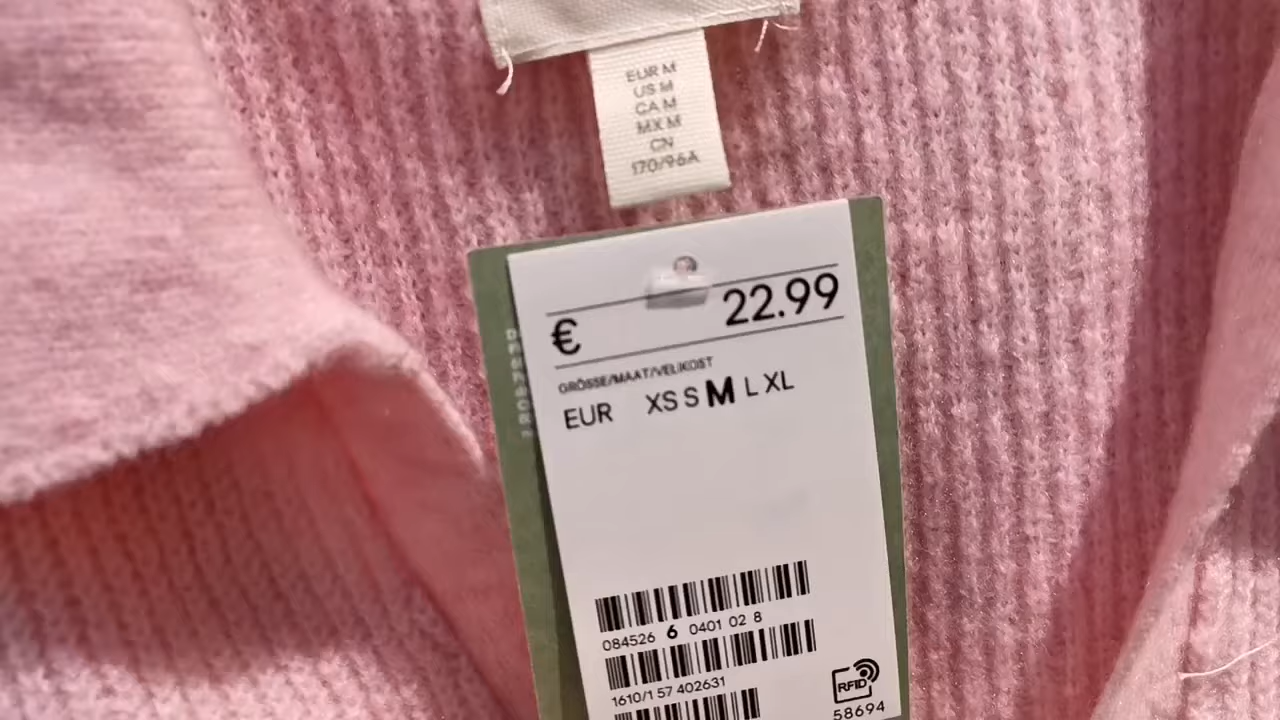 EUR M
US M
CA M
MX M
CN
170/96A
€ 22.99
GRÖSSE/MAAT/VELIKOST
EUR XS S M L XL
084526 6 0401 02 8
1610/1 57 402631
RFID
58694